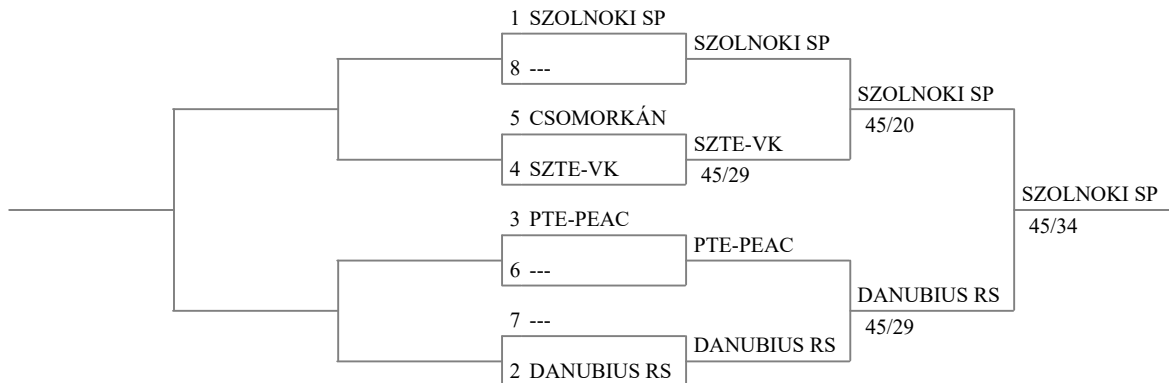 1 SZOLNOKI SP
SZOLNOKI SP
8 ---
SZOLNOKI SP
45/20
5 CSOMORKÁN
SZTE-VK
4 SZTE-VK
45/29
SZOLNOKI SP
45/34
3 PTE-PEAC
PTE-PEAC
6 ---
DANUBIUS RS
45/29
7 ---
DANUBIUS RS
2 DANUBIUS RS